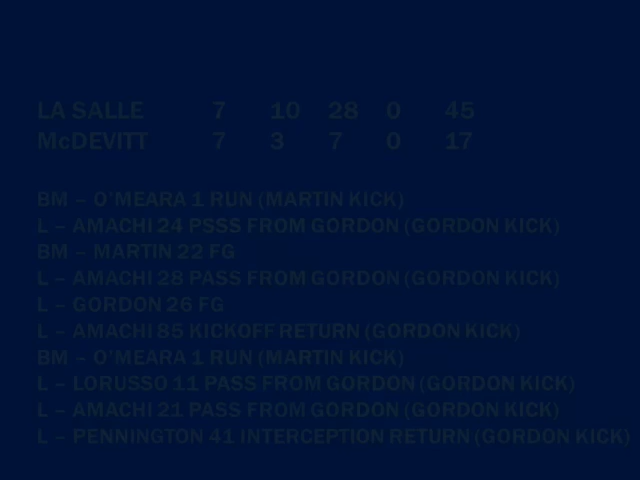 LA SALLE 7 10 28 0 45
McDEVITT 7 3 7 0 17
BM – O'MEARA 1 RUN (MARTIN KICK)
L – AMACHI 24 PSSS FROM GORDON (GORDON KICK)
BM – MARTIN 22 FG
L – AMACHI 28 PASS FROM GORDON (GORDON KICK)
L – GORDON 26 FG
L – AMACHI 85 KICKOFF RETURN (GORDON KICK)
BM – O'MEARA 1 RUN (MARTIN KICK)
L – LORUSSO 11 PASS FROM GORDON (GORDON KICK)
L – AMACHI 21 PASS FROM GORDON (GORDON KICK)
L – PENNINGTON 41 INTERCEPTION RETURN (GORDON KICK)